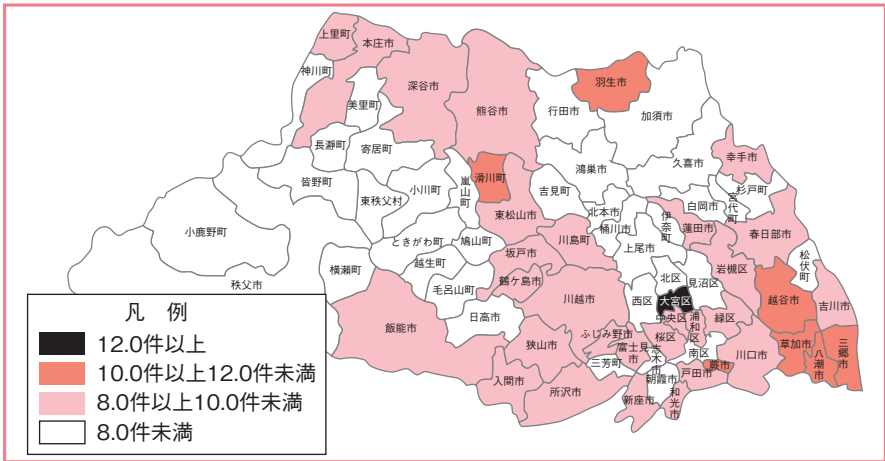 上里町
本庄市
神川町
美里町
深谷市
熊谷市
行田市
羽生市
加須市
長瀞町
寄居町
皆野町
東秩父村
小川町
嵐山町
滑川町
吉見町
鴻巣市
久喜市
幸手市
杉戸町
宮代町
白岡市
北本市
桶川市
伊奈町
蓮田市
春日部市
東松山市
小鹿野町
秩父市
横瀬町
ときがわ町
鳩山町
越生町
毛呂山町
坂戸市
川島町
上尾市
鶴ケ島市
川越市
日高市
飯能市
狭山市
入間市
所沢市
ふじみ野市
富士見市
三芳町
志木市
朝霞市
新座市
和光市
西区
北区
見沼区
大宮区
中央区
桜区
浦和区
南区
緑区
岩槻区
松伏町
越谷市
吉川市
草加市
八潮市
三郷市
川口市
蕨市
戸田市
凡 例
12.0件以上
10.0件以上12.0件未満
8.0件以上10.0件未満
8.0件未満